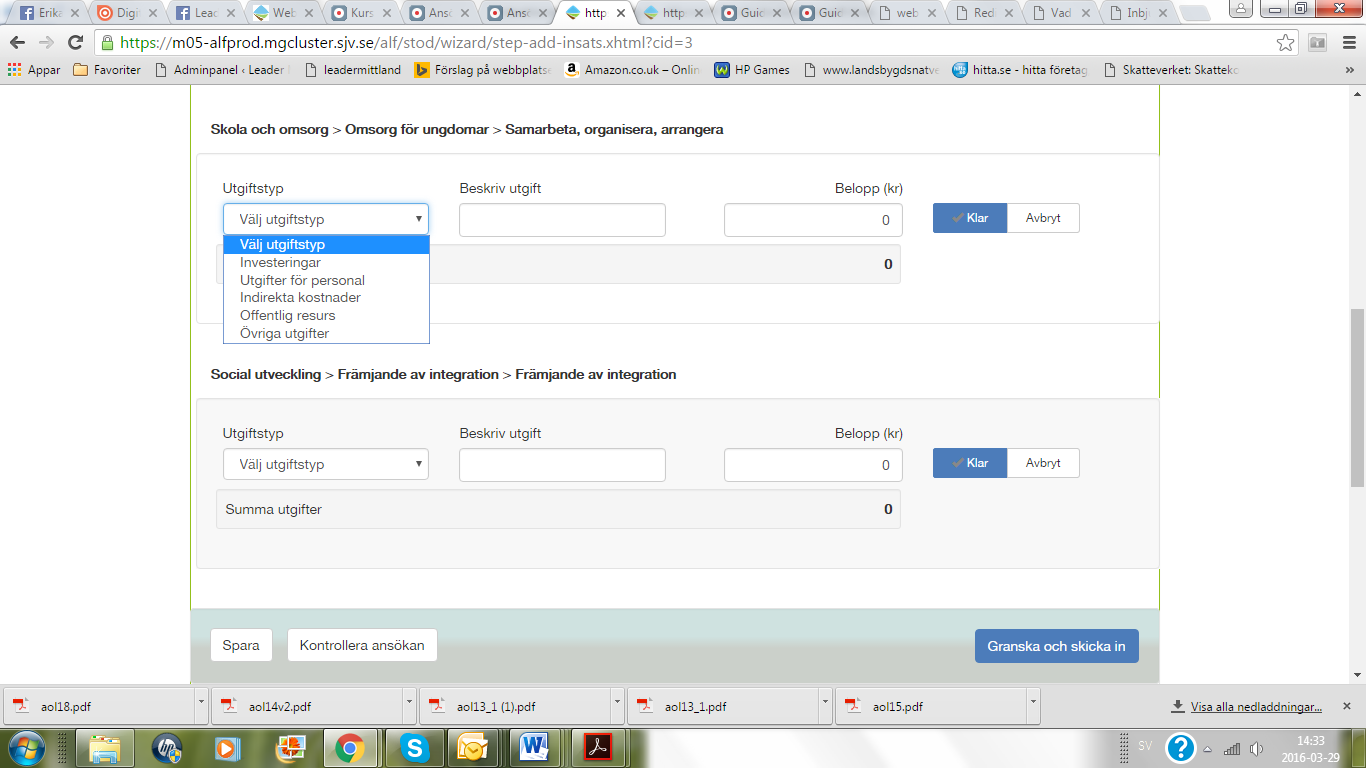 Erika
Digit
Leade
Web
Kurs
Anso
Anso
http
http
Guid
Guid
web
Red
Vad
Inbj
https://m05-alfprod.mgcluster.sjv.se/alf/stod/wizard/step-add-insats.xhtml?cid=3
Appar
Favoriter
Adminpanel ‹ Leader
leadermittland
Förslag på webbplats
Amazon.co.uk – Onlin
HP Games
www.landsbygdsnatve
hitta.se - hitta företag
Skatteverket: Skatteko
»
Skola och omsorg > Omsorg för ungdomar > Samarbeta, organisera, arrangera
Utgiftstyp Beskriv utgift Belopp (kr)
Välj utgiftstyp 0 Klar Avbryt
Välj utgiftstyp
Investeringar 0
Utgifter för personal
Indirekta kostnader
Offentlig resurs
Övriga utgifter
Social utveckling > Främjande av integration > Främjande av integration
Utgiftstyp Beskriv utgift Belopp (kr)
Välj utgiftstyp 0 Klar Avbryt
Summa utgifter 0
Spara Kontrollera ansökan Granska och skicka in
aol18.pdf aol14v2.pdf aol13_1 (1).pdf aol13_1.pdf aol15.pdf Visa alla nedladdningar...
SV
14:33
2016-03-29